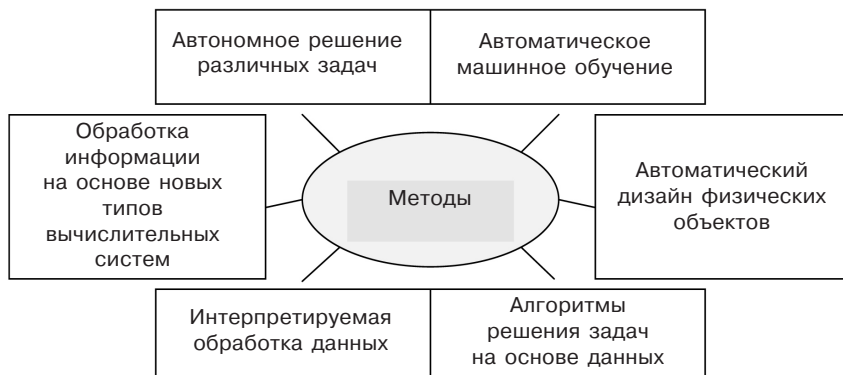 Автономное решение
различных задач
Автоматическое
машинное обучение
Обработка
информации
на основе новых
типов
вычислительных
систем
Методы
Автоматический
дизайн физических
объектов
Интерпретируемая
обработка данных
Алгоритмы
решения задач
на основе данных